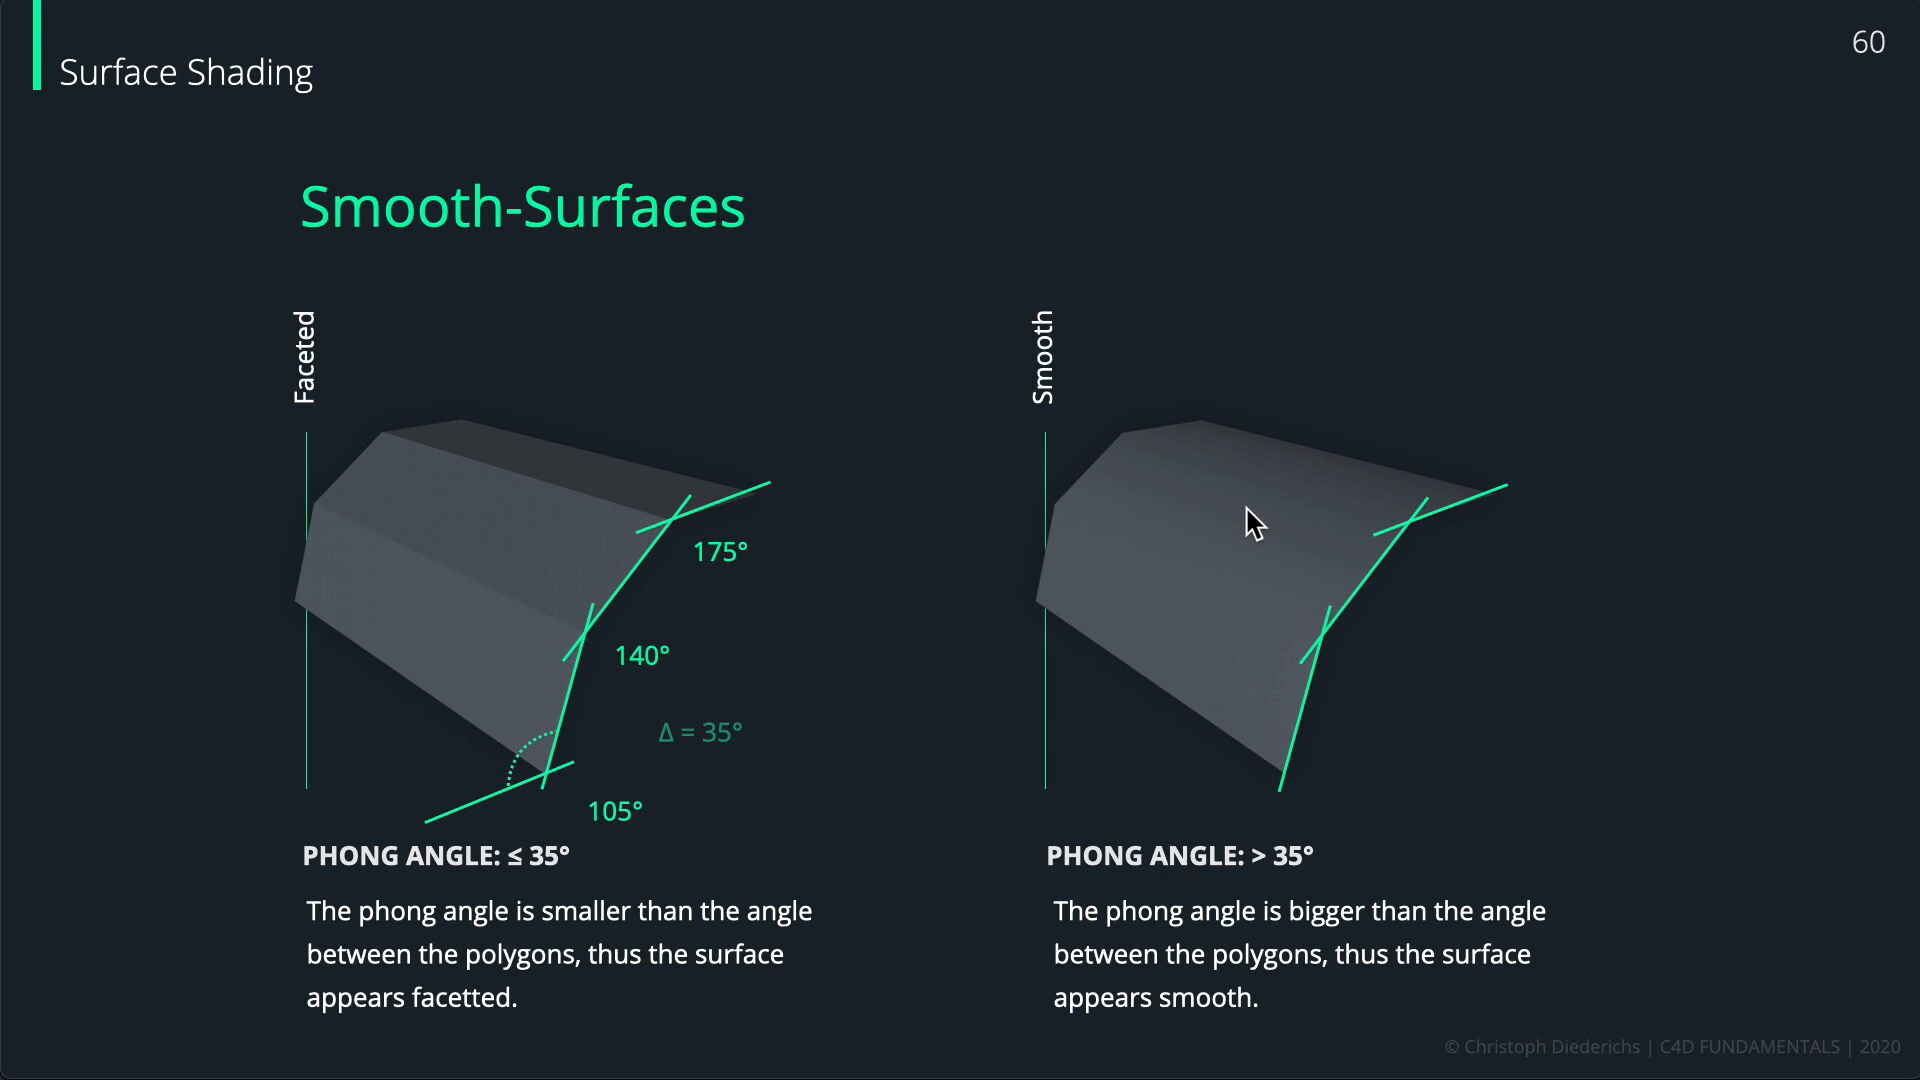 Surface Shading
60
Smooth-Surfaces
Faceted
175°
140°
Δ = 35°
105°
PHONG ANGLE: ≤ 35°
The phong angle is smaller than the angle
between the polygons, thus the surface
appears facetted.
Smooth
PHONG ANGLE: > 35°
The phong angle is bigger than the angle
between the polygons, thus the surface
appears smooth.
© Christoph Diederichs | C4D FUNDAMENTALS | 2020